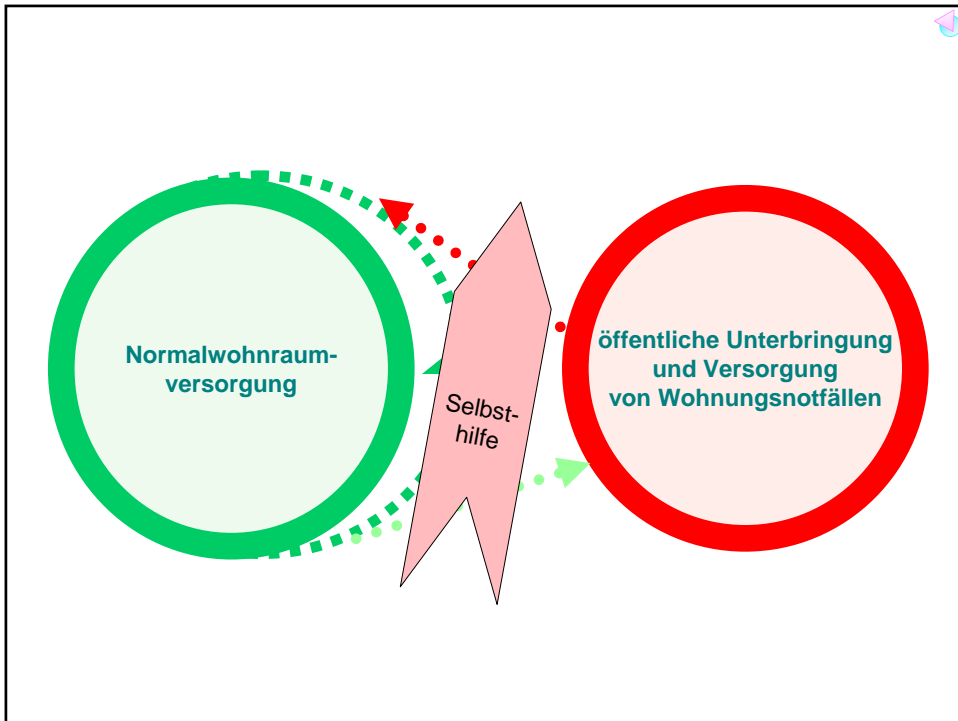 Normalwohnraum-
versorgung
Selbst-
hilfe
öffentliche Unterbringung
und Versorgung
von Wohnungsnotfällen